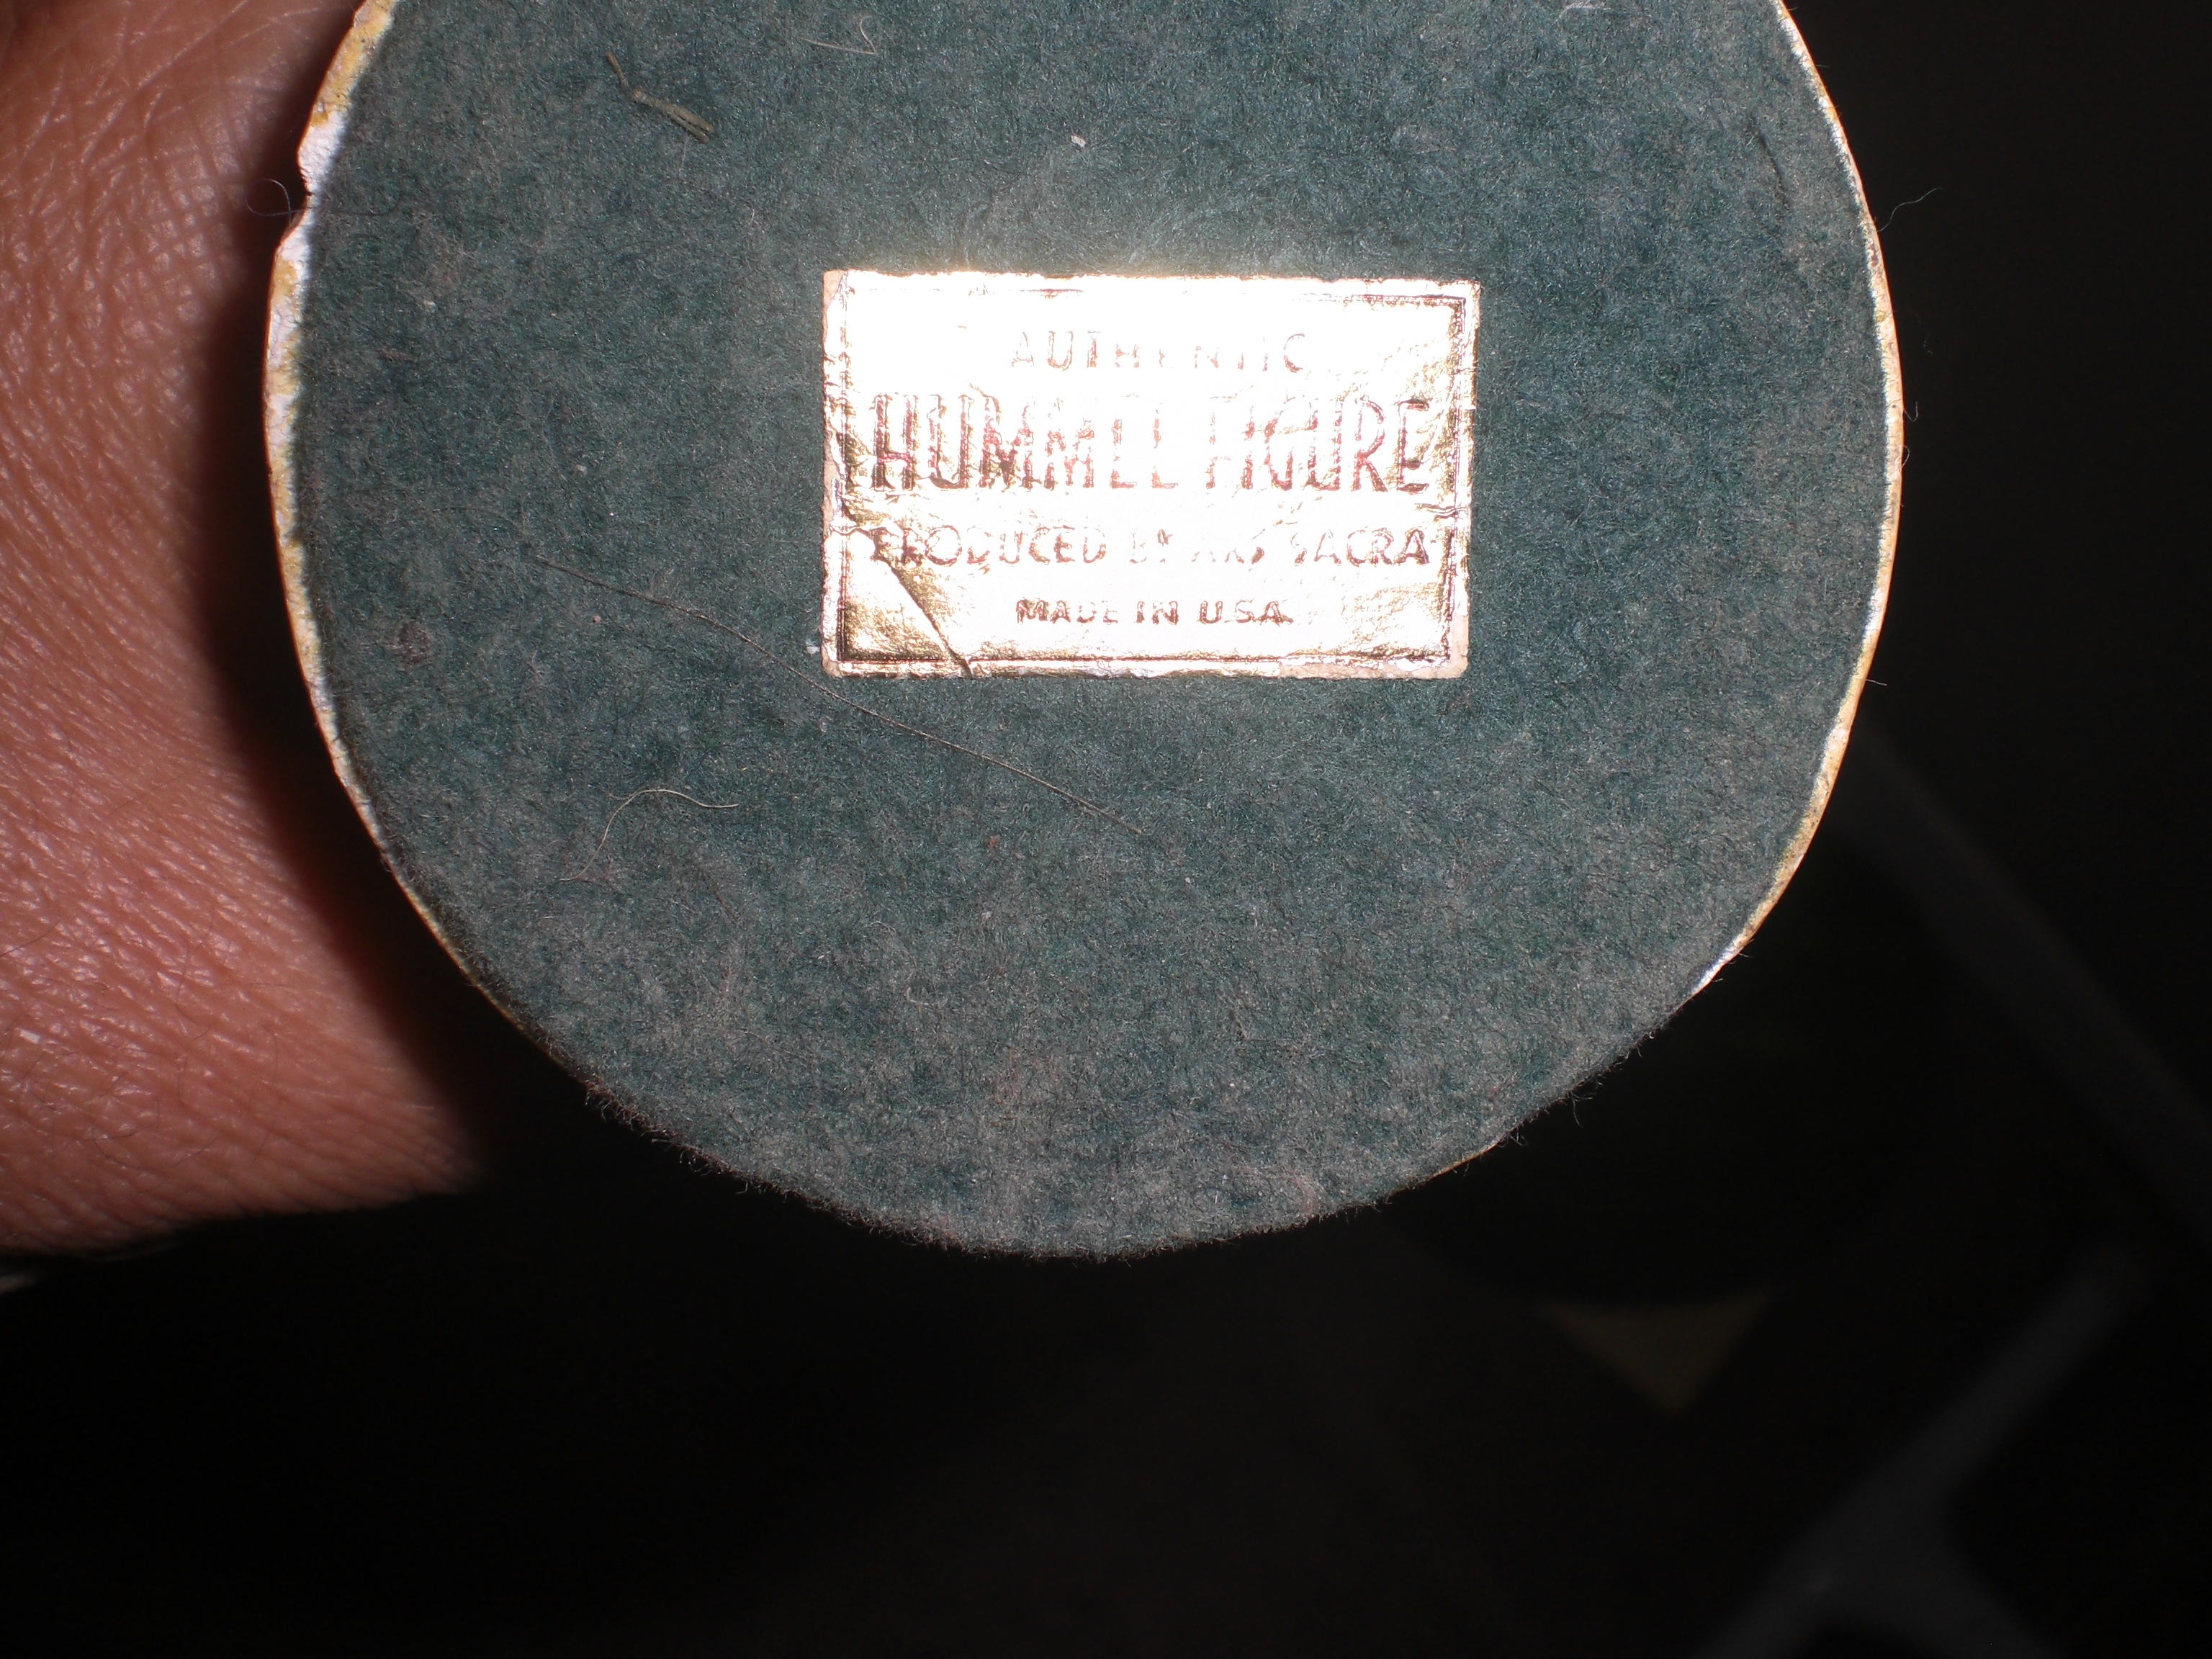 AUTHENTIC
HUMMEL FIGURE
PRODUCED BY ARS SACRA
MADE IN U.S.A.